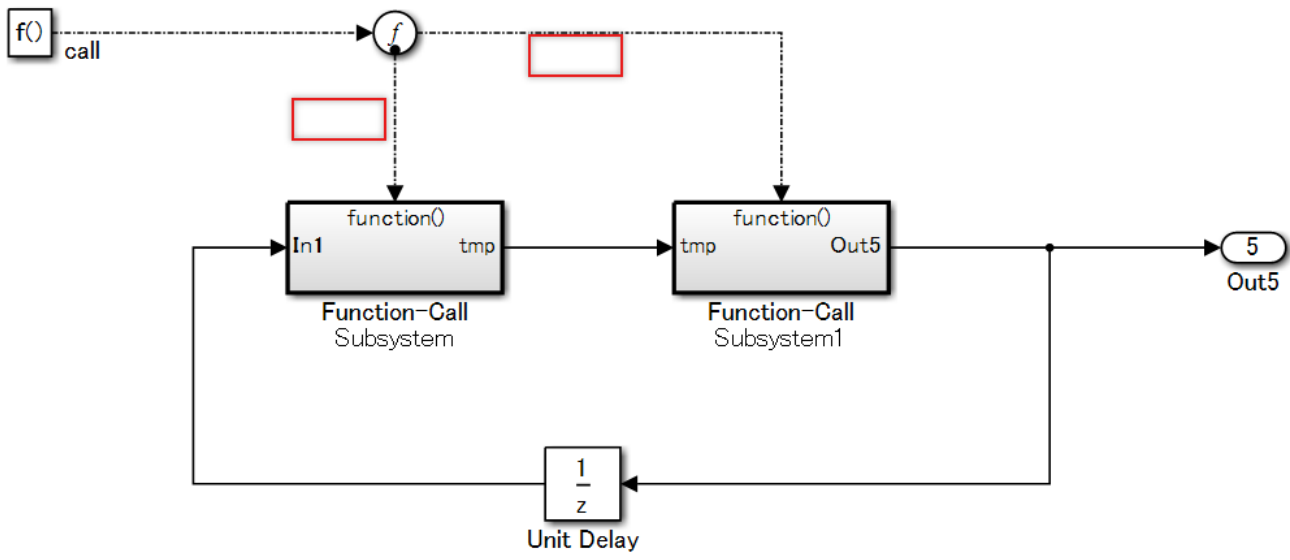 f()
call
f
function()
In1
tmp
Function-Call
Subsystem
function()
tmp
Out5
Function-Call
Subsystem1
5
Out5
1
z
Unit Delay